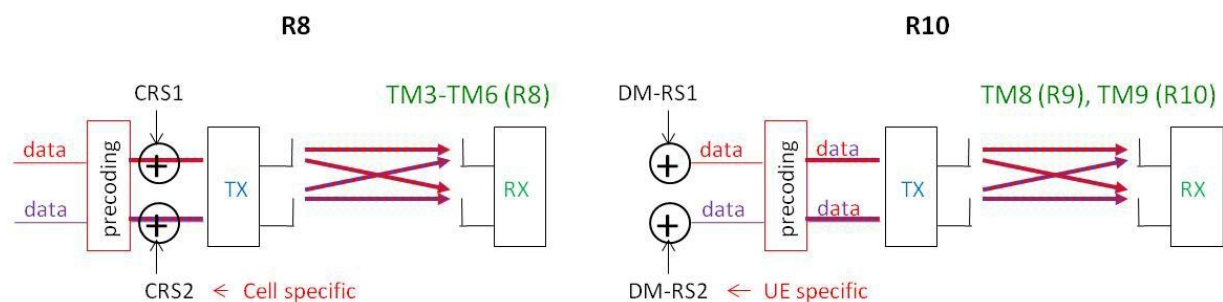 R8
CRS1
TM3-TM6 (R8)
data
precoding
TX
RX
data
CRS2 ← Cell specific
R10
DM-RS1
TM8 (R9), TM9 (R10)
data
precoding
data
TX
RX
data
data
DM-RS2 ← UE specific